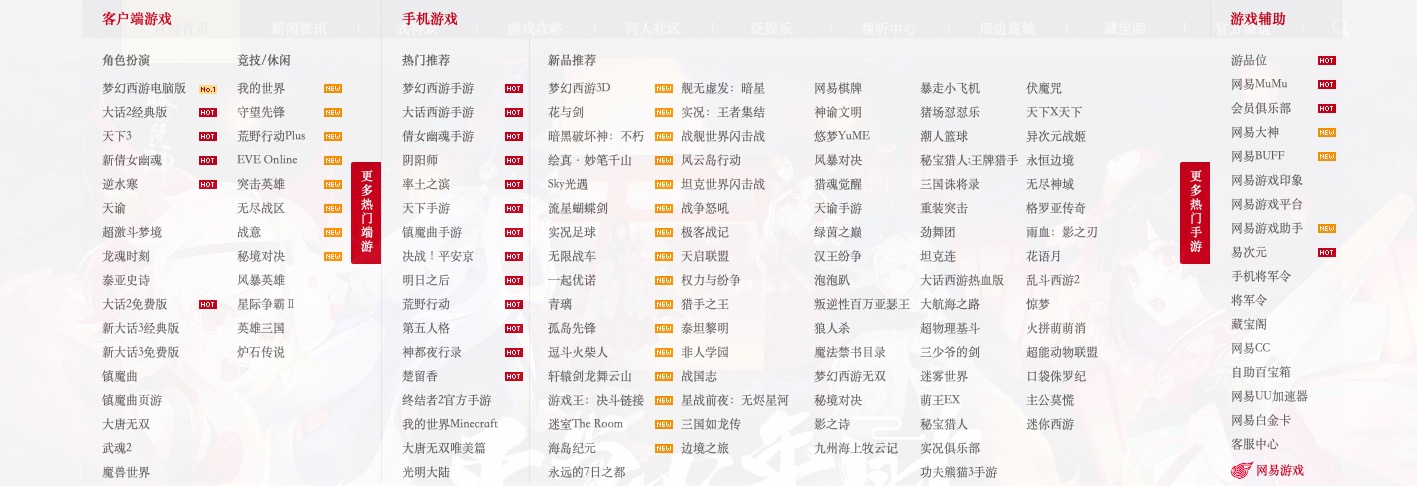 客户端游戏
角色扮演
梦幻西游电脑版 No.1
大话2经典版 HOT
天下3 HOT
新倩女幽魂 HOT
逆水寒 HOT
天谕
超激斗梦境
龙魂时刻
泰亚史诗
大话2免费版 HOT
新大话3经典版
新大话3免费版
镇魔曲
镇魔曲页游
大唐无双
武魂2
魔兽世界
竞技/休闲
我的世界 NEW
守望先锋 NEW
荒野行动Plus NEW
EVE Online NEW
突击英雄 NEW
无尽战区 NEW
战意 NEW
秘境对决 NEW
风暴英雄
星际争霸Ⅱ
英雄三国
炉石传说
更多热门端游
手机游戏
热门推荐
梦幻西游手游 HOT
大话西游手游 HOT
倩女幽魂手游 HOT
阴阳师 HOT
率土之滨 HOT
天下手游 HOT
镇魔曲手游 HOT
决战！平安京 HOT
明日之后 HOT
荒野行动 HOT
第五人格 HOT
神都夜行录 HOT
楚留香 HOT
终结者2官方手游
我的世界Minecraft
大唐无双唯美篇
光明大陆
新品推荐
梦幻西游3D NEW
花与剑 NEW
暗黑破坏神：不朽 NEW
绘真·妙笔千山 NEW
Sky光遇 NEW
流星蝴蝶剑 NEW
实况足球 NEW
无限战车 NEW
一起优诺 NEW
青璃 NEW
孤岛先锋 NEW
逗斗火柴人 NEW
轩辕剑龙舞云山 NEW
游戏王：决斗链接 NEW
迷室The Room NEW
海岛纪元 NEW
永远的7日之都
舰无虚发：暗星
实况：王者集结
战舰世界闪击战
风云岛行动
坦克世界闪击战
战争怒吼
极客战记
天启联盟
权力与纷争
猎手之王
泰坦黎明
非人学园
战国志
星战前夜：无烬星河
三国如龙传
边境之旅
网易棋牌
神谕文明
悠梦YuME
风暴对决
猎魂觉醒
天谕手游
绿茵之巅
汉王纷争
泡泡趴
叛逆性百万亚瑟王
狼人杀
魔法禁书目录
梦幻西游无双
秘境对决
影之诗
九州海上牧云记
暴走小飞机
猪场怼怼乐
潮人篮球
秘宝猎人:王牌猎手
三国诛将录
重装突击
劲舞团
坦克连
大话西游热血版
大航海之路
超物理基斗
三少爷的剑
迷雾世界
萌王EX
秘宝猎人
实况俱乐部
功夫熊猫3手游
伏魔咒
天下X天下
异次元战姬
永恒边境
无尽神域
格罗亚传奇
雨血：影之刃
花语月
乱斗西游2
惊梦
火拼萌萌消
超能动物联盟
口袋侏罗纪
主公莫慌
迷你西游
更多热门手游
游戏辅助
游品位 HOT
网易MuMu HOT
会员俱乐部 HOT
网易大神 NEW
网易BUFF NEW
网易游戏印象
网易游戏平台
网易游戏助手 NEW
易次元 HOT
手机将军令
将军令
藏宝阁
网易CC
自助百宝箱
网易UU加速器
网易白金卡
客服中心
网易游戏
新闻资讯
游戏攻略
同人社区
泛娱乐
视听中心
周边商城
藏宝阁